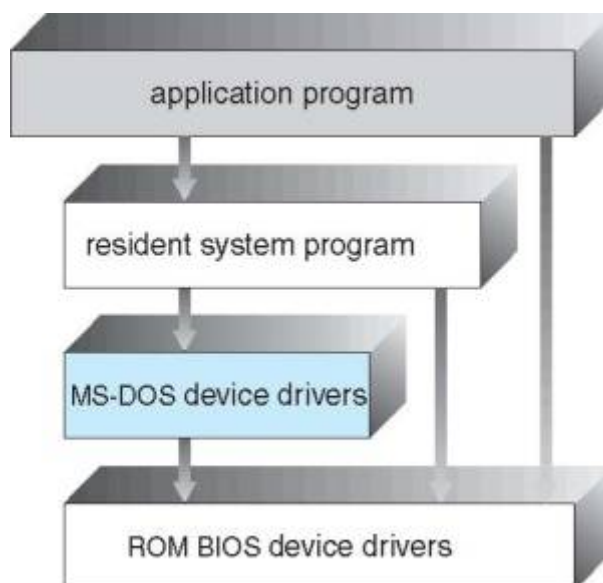 application program
resident system program
MS-DOS device drivers
ROM BIOS device drivers